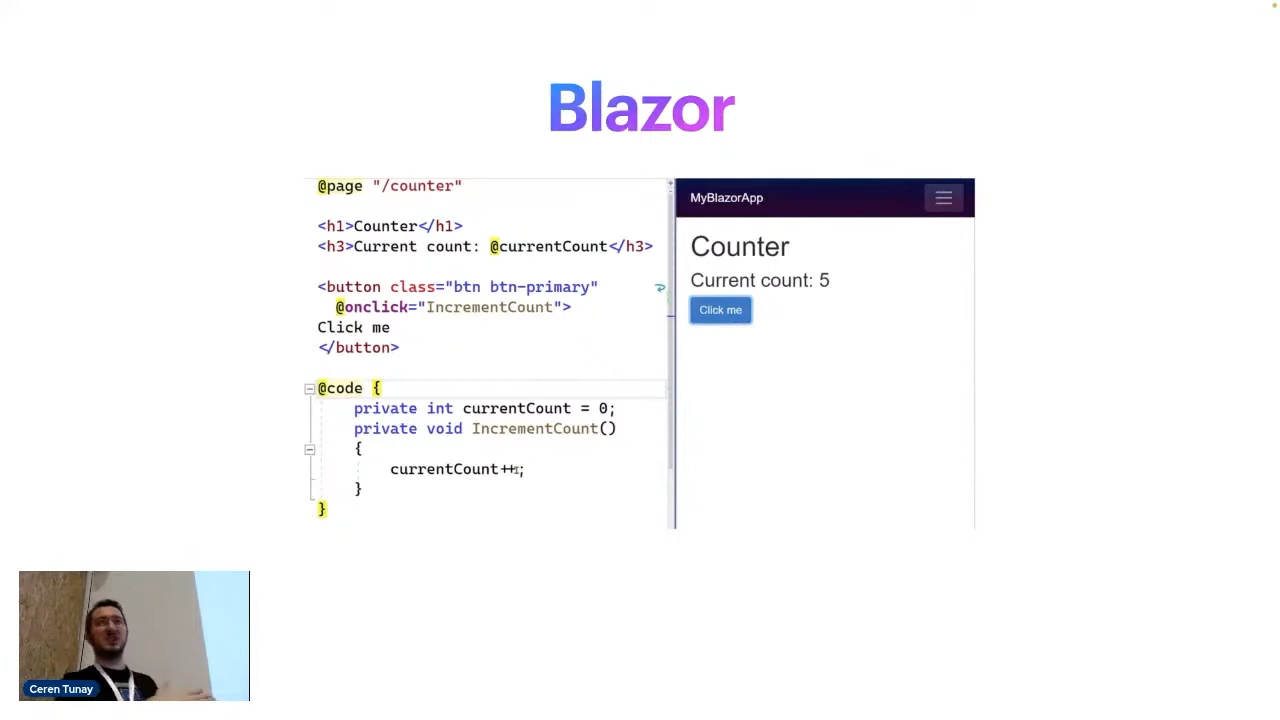 Blazor
@page "/counter"
<h1>Counter</h1>
<h3>Current count: @currentCount</h3>
<button class="btn btn-primary"
@onclick="IncrementCount">
Click me
</button>
@code {
private int currentCount = 0;
private void IncrementCount()
{
currentCount++;
}
}
MyBlazorApp
Counter
Current count: 5
Click me
Ceren Tunay